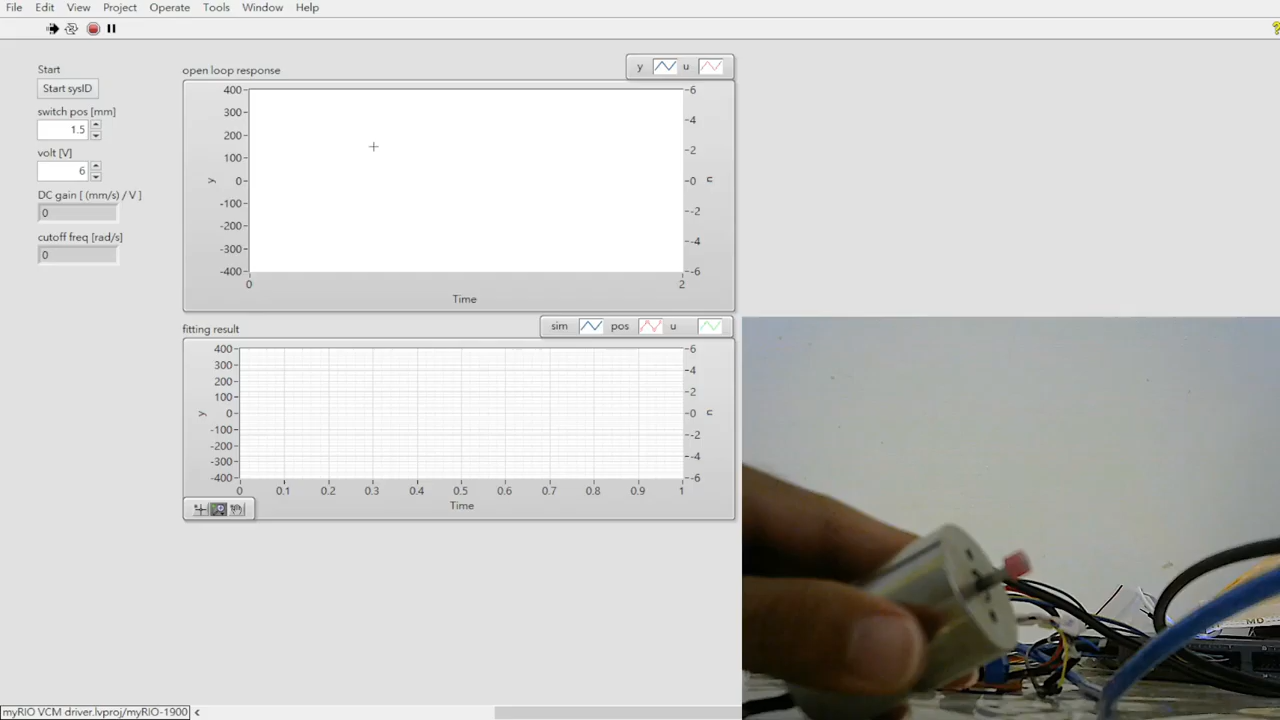 File Edit View Project Operate Tools Window Help
Start
Start sysID
switch pos [mm]
1.5
volt [V]
6
DC gain [ (mm/s) / V ]
0
cutoff freq [rad/s]
0
open loop response
y u
400
300
200
100
0
-100
-200
-300
-400
y
6
4
2
0
-2
-4
-6
u
0 2
Time
fitting result
sim pos u
400
300
200
100
0
-100
-200
-300
-400
y
6
4
2
0
-2
-4
-6
u
0 0.1 0.2 0.3 0.4 0.5 0.6 0.7 0.8 0.9 1
Time
MD
myRIO VCM driver.lvproj/myRIO-1900 <
?